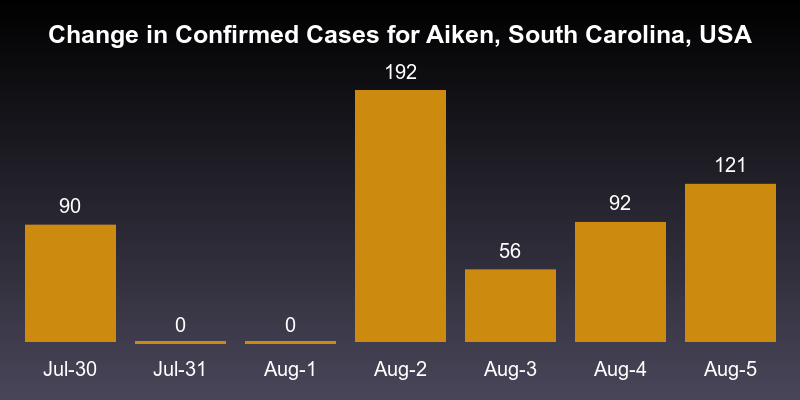 Change in Confirmed Cases for Aiken, South Carolina, USA
192
121
90
92
56
0
0
Jul-30
Jul-31
Aug-1
Aug-2
Aug-3
Aug-4
Aug-5